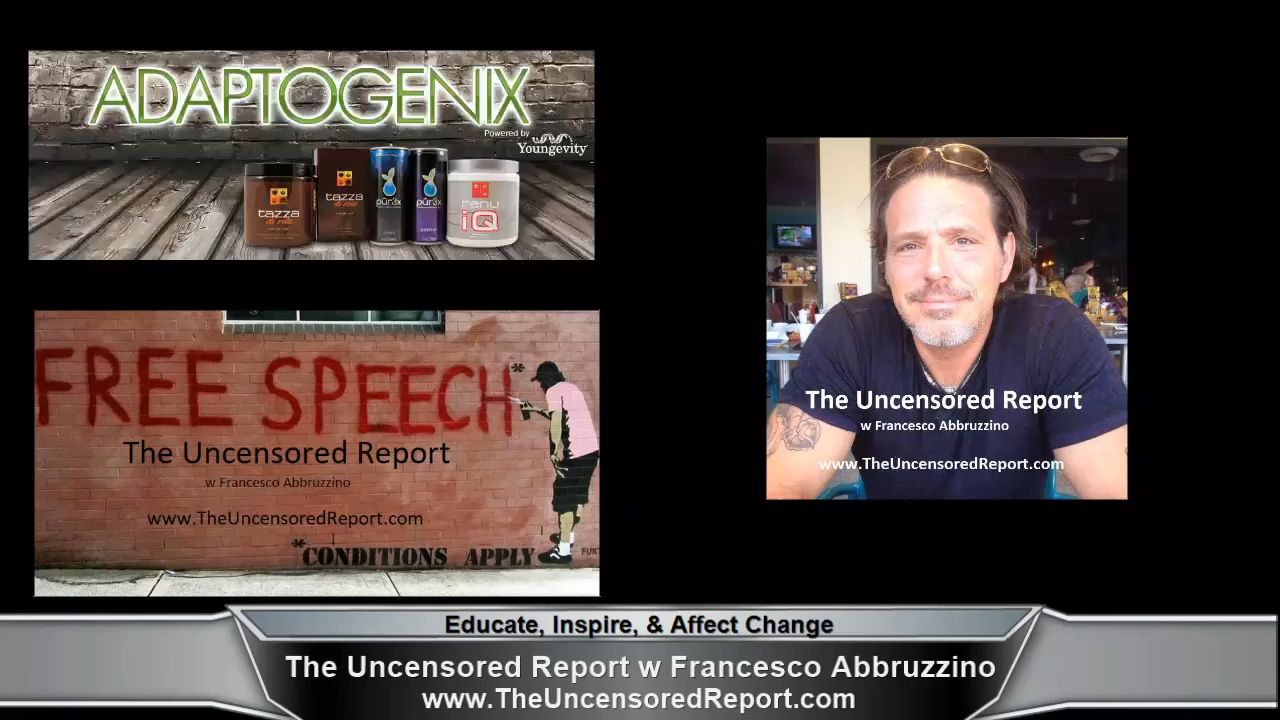 ADAPTOGENIX
Powered by
Youngevity
tazza
di vita
tazza
di vita
pūr3x
pūr3x
renu
iQ
FREE SPEECH*
The Uncensored Report
w Francesco Abbruzzino
www.TheUncensoredReport.com
*CONDITIONS APPLY
The Uncensored Report
w Francesco Abbruzzino
www.TheUncensoredReport.com
Educate, Inspire, & Affect Change
The Uncensored Report w Francesco Abbruzzino
www.TheUncensoredReport.com